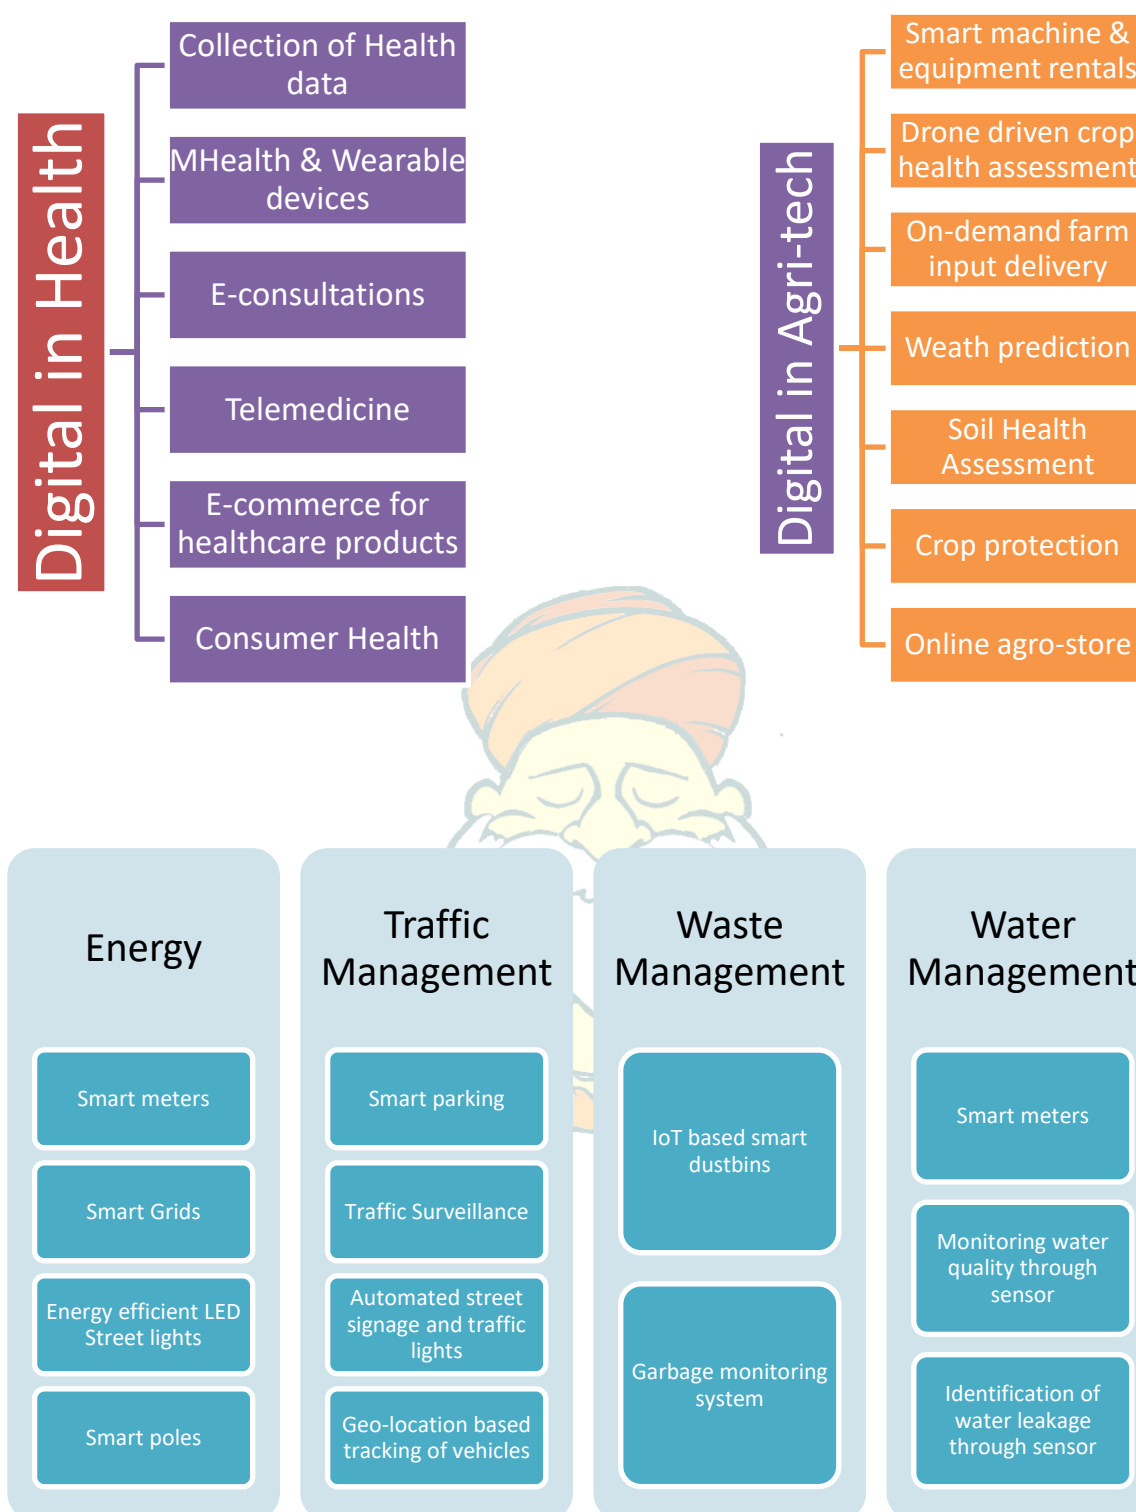 Digital in Health
Collection of Health
data
MHealth & Wearable
devices
E-consultations
Telemedicine
E-commerce for
healthcare products
Consumer Health
Digital in Agri-tech
Smart machine &
equipment rentals
Drone driven crop
health assessment
On-demand farm
input delivery
Weath prediction
Soil Health
Assessment
Crop protection
Online agro-store
Energy
Smart meters
Smart Grids
Energy efficient LED
Street lights
Smart poles
Traffic
Management
Smart parking
Traffic Surveillance
Automated street
signage and traffic
lights
Geo-location based
tracking of vehicles
Waste
Management
IoT based smart
dustbins
Garbage monitoring
system
Water
Management
Smart meters
Monitoring water
quality through
sensor
Identification of
water leakage
through sensor